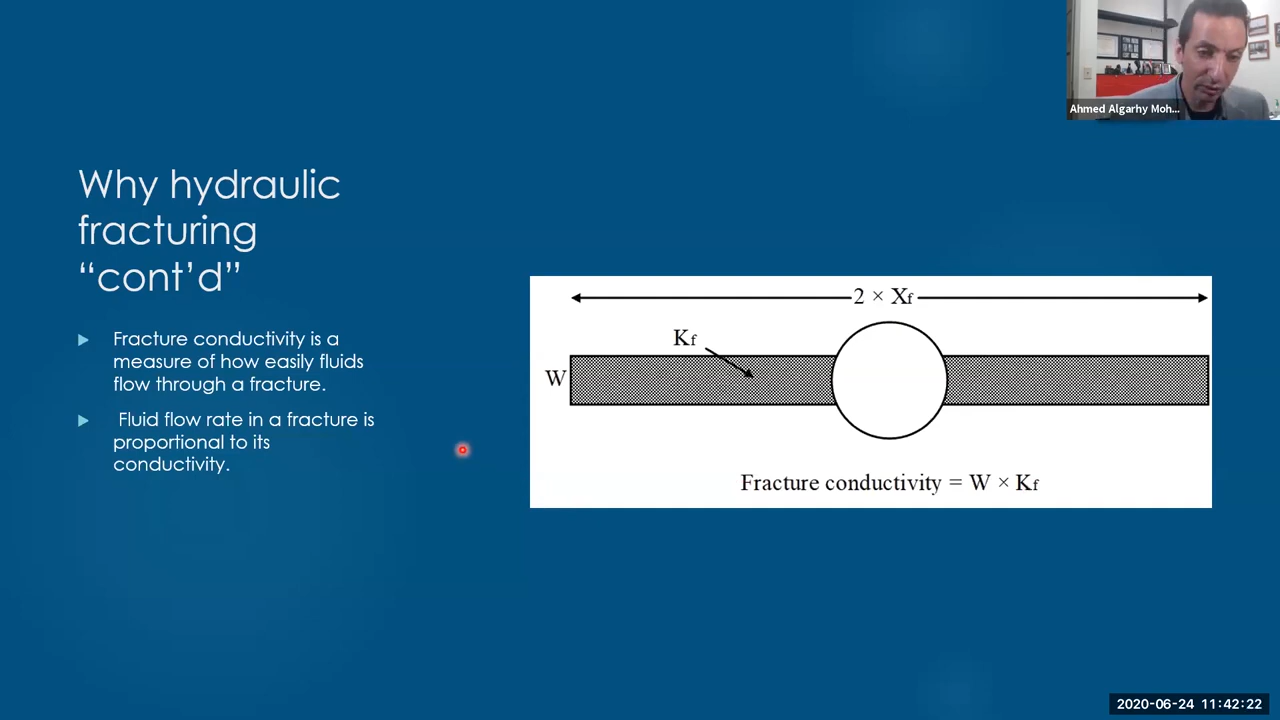 Ahmed Algarhy Moh...
Why hydraulic
fracturing
“cont’d”
Fracture conductivity is a
measure of how easily fluids
flow through a fracture.
Fluid flow rate in a fracture is
proportional to its
conductivity.
2 × Xf
Kf
W
Fracture conductivity = W × Kf
2020-06-24 11:42:22